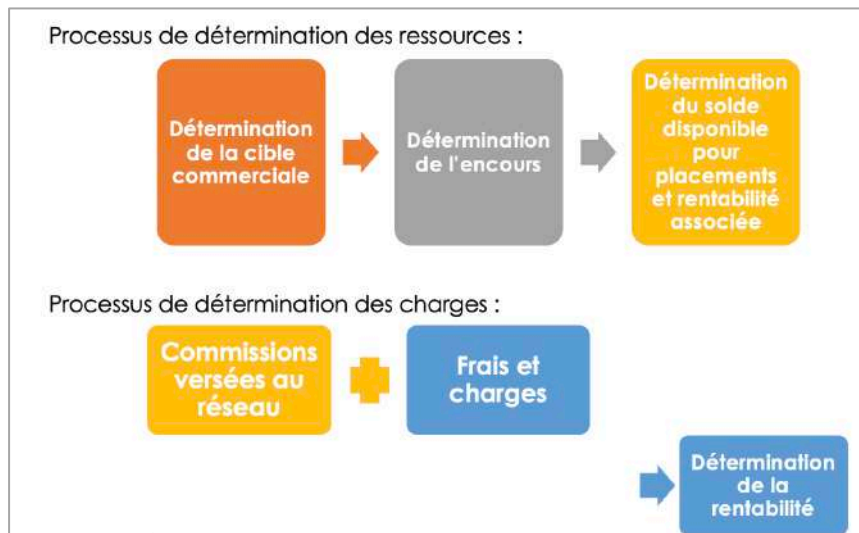 Processus de détermination des ressources :
Détermination
de la cible
commerciale
Détermination
de l'encours
Détermination
du solde
disponible
pour
placements
et rentabilité
associée
Processus de détermination des charges :
Commissions
versées au
réseau
Frais et
charges
Détermination
de la
rentabilité